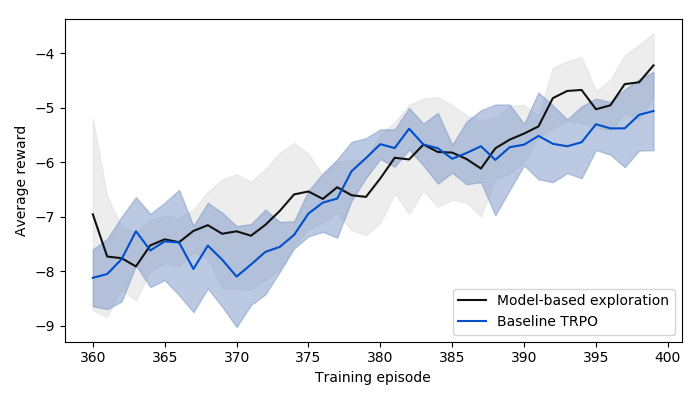 −4
−5
−6
−7
−8
−9
Average reward
Model-based exploration
Baseline TRPO
360 365 370 375 380 385 390 395 400
Training episode